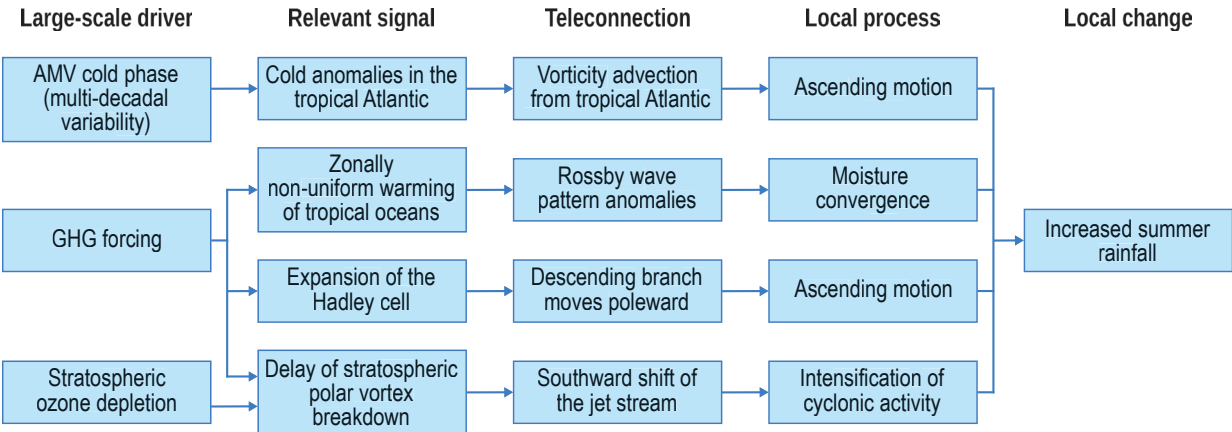 Large-scale driver
Relevant signal
Teleconnection
Local process
Local change
AMV cold phase
(multi-decadal
variability)
Cold anomalies in the
tropical Atlantic
Vorticity advection
from tropical Atlantic
Ascending motion
Zonally
non-uniform warming
of tropical oceans
Rossby wave
pattern anomalies
Moisture
convergence
GHG forcing
Increased summer
rainfall
Expansion of the
Hadley cell
Descending branch
moves poleward
Ascending motion
Stratospheric
ozone depletion
Delay of stratospheric
polar vortex
breakdown
Southward shift of
the jet stream
Intensification of
cyclonic activity